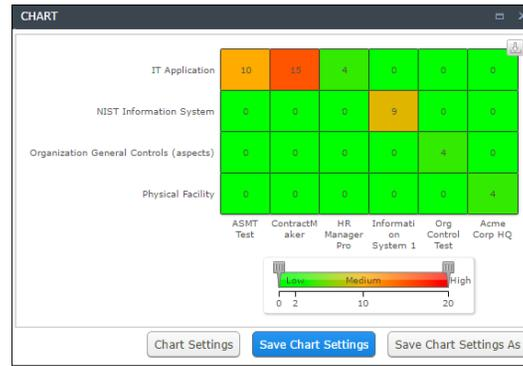 CHART
IT Application 10 15 4 0 0 0
NIST Information System 0 0 0 9 0 0
Organization General Controls (aspects) 0 0 0 0 4 0
Physical Facility 0 0 0 0 0 4
ASMT Test
ContractM aker
HR Manager Pro
Informati on System 1
Org Control Test
Acme Corp HQ
Low Medium High
0 2 10 20
Chart Settings
Save Chart Settings
Save Chart Settings As